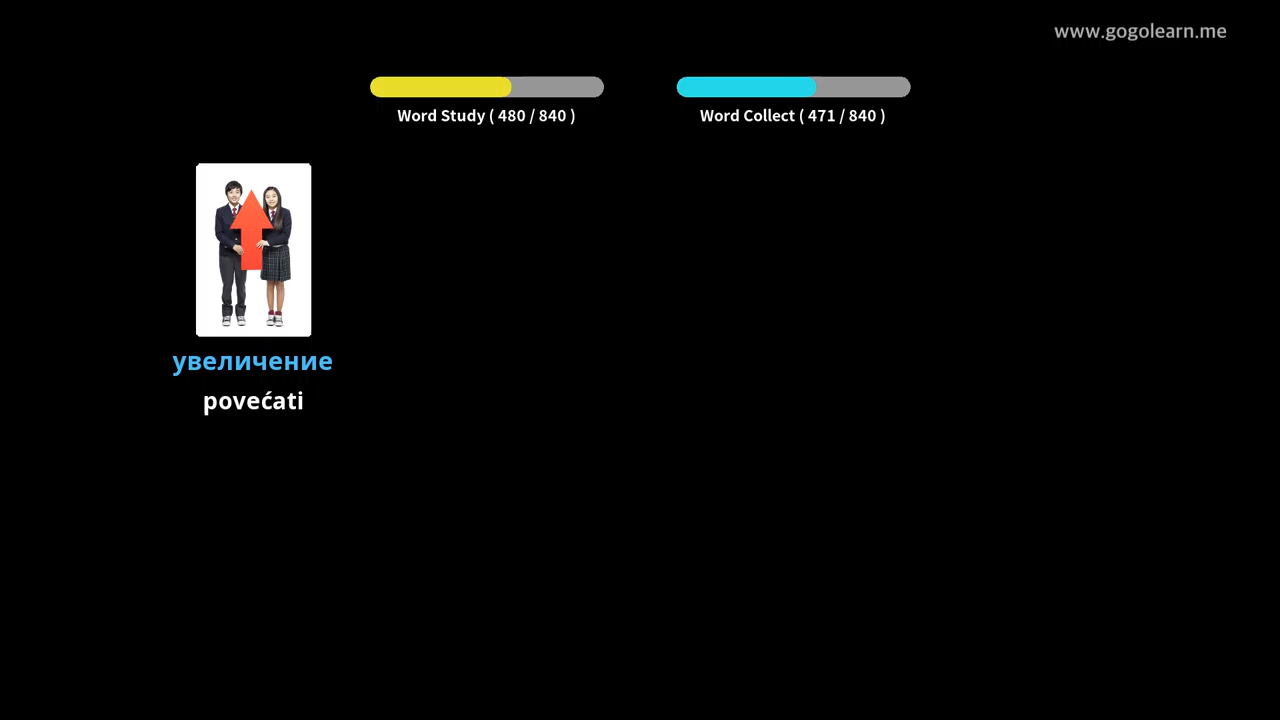 www.gogolearn.me
Word Study ( 480 / 840 )
Word Collect ( 471 / 840 )
увеличение
povećati